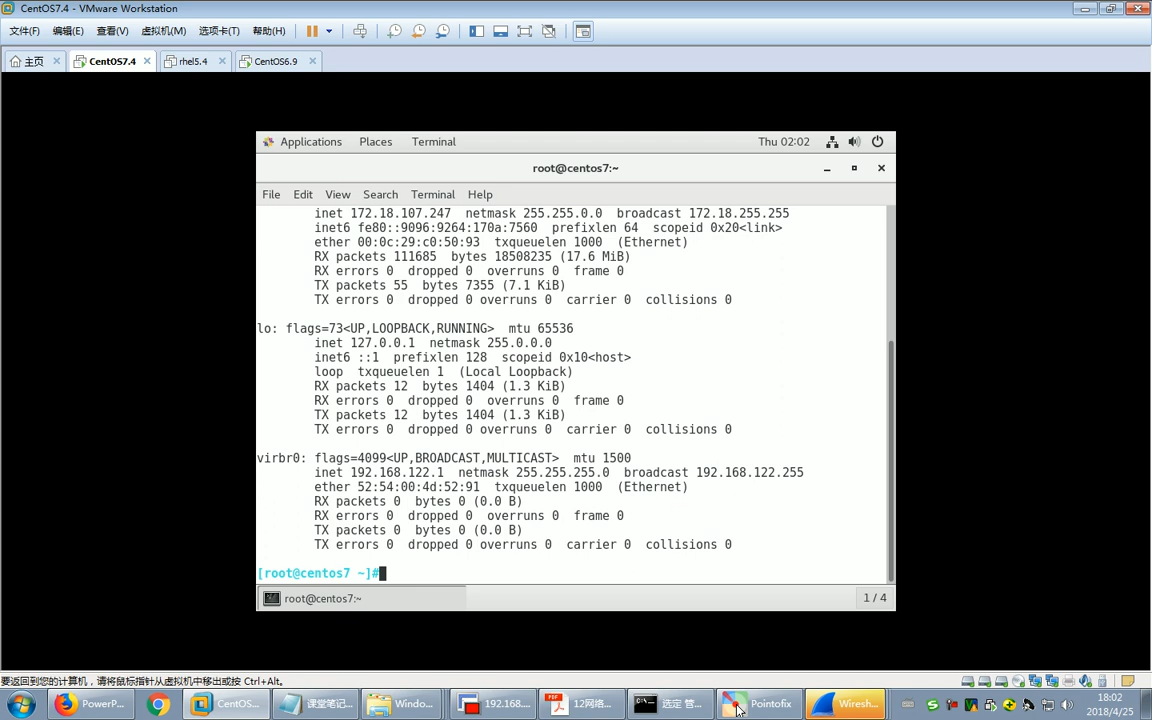 CentOS7.4 - VMware Workstation
文件(F) 编辑(E) 查看(V) 虚拟机(M) 选项卡(T) 帮助(H)
主页 CentOS7.4 rhel5.4 CentOS6.9
Applications Places Terminal Thu 02:02
root@centos7:~
File Edit View Search Terminal Help
inet 172.18.107.247 netmask 255.255.0.0 broadcast 172.18.255.255
inet6 fe80::9096:9264:170a:7560 prefixlen 64 scopeid 0x20<link>
ether 00:0c:29:c0:50:93 txqueuelen 1000 (Ethernet)
RX packets 111685 bytes 18508235 (17.6 MiB)
RX errors 0 dropped 0 overruns 0 frame 0
TX packets 55 bytes 7355 (7.1 KiB)
TX errors 0 dropped 0 overruns 0 carrier 0 collisions 0
lo: flags=73<UP,LOOPBACK,RUNNING> mtu 65536
inet 127.0.0.1 netmask 255.0.0.0
inet6 ::1 prefixlen 128 scopeid 0x10<host>
loop txqueuelen 1 (Local Loopback)
RX packets 12 bytes 1404 (1.3 KiB)
RX errors 0 dropped 0 overruns 0 frame 0
TX packets 12 bytes 1404 (1.3 KiB)
TX errors 0 dropped 0 overruns 0 carrier 0 collisions 0
virbr0: flags=4099<UP,BROADCAST,MULTICAST> mtu 1500
inet 192.168.122.1 netmask 255.255.255.0 broadcast 192.168.122.255
ether 52:54:00:4d:52:91 txqueuelen 1000 (Ethernet)
RX packets 0 bytes 0 (0.0 B)
RX errors 0 dropped 0 overruns 0 frame 0
TX packets 0 bytes 0 (0.0 B)
TX errors 0 dropped 0 overruns 0 carrier 0 collisions 0
[root@centos7 ~]#
root@centos7:~ 1 / 4
要返回到您的计算机，请将鼠标指针从虚拟机中移出或按 Ctrl+Alt。
PowerP... CentOS... 课堂笔记... Windo... 192.168.... 12网络... 选定 管... Pointofix Wiresh... 18:02
2018/4/25